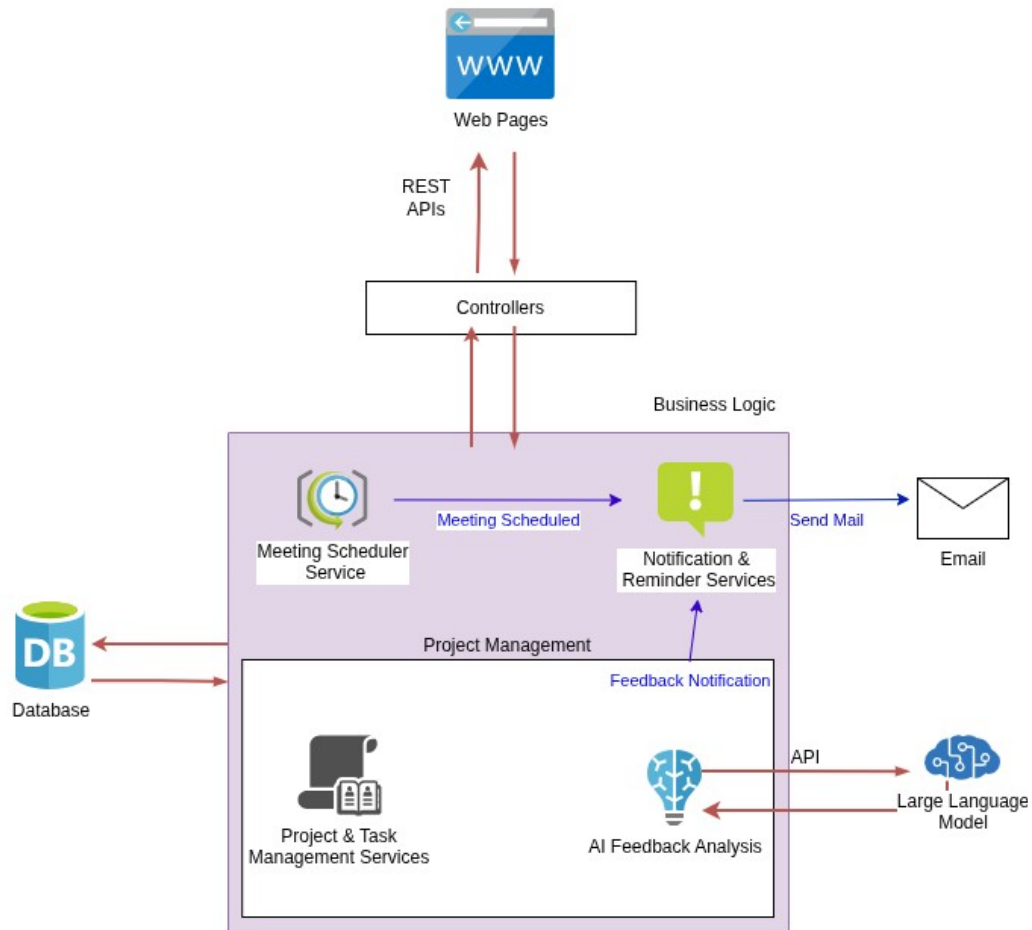 WWW
Web Pages
REST
APIs
Controllers
Business Logic
Meeting Scheduled
Send Mail
Meeting Scheduler
Service
Notification &
Reminder Services
Email
DB
Database
Project Management
Feedback Notification
API
Large Language
Model
Project & Task
Management Services
AI Feedback Analysis